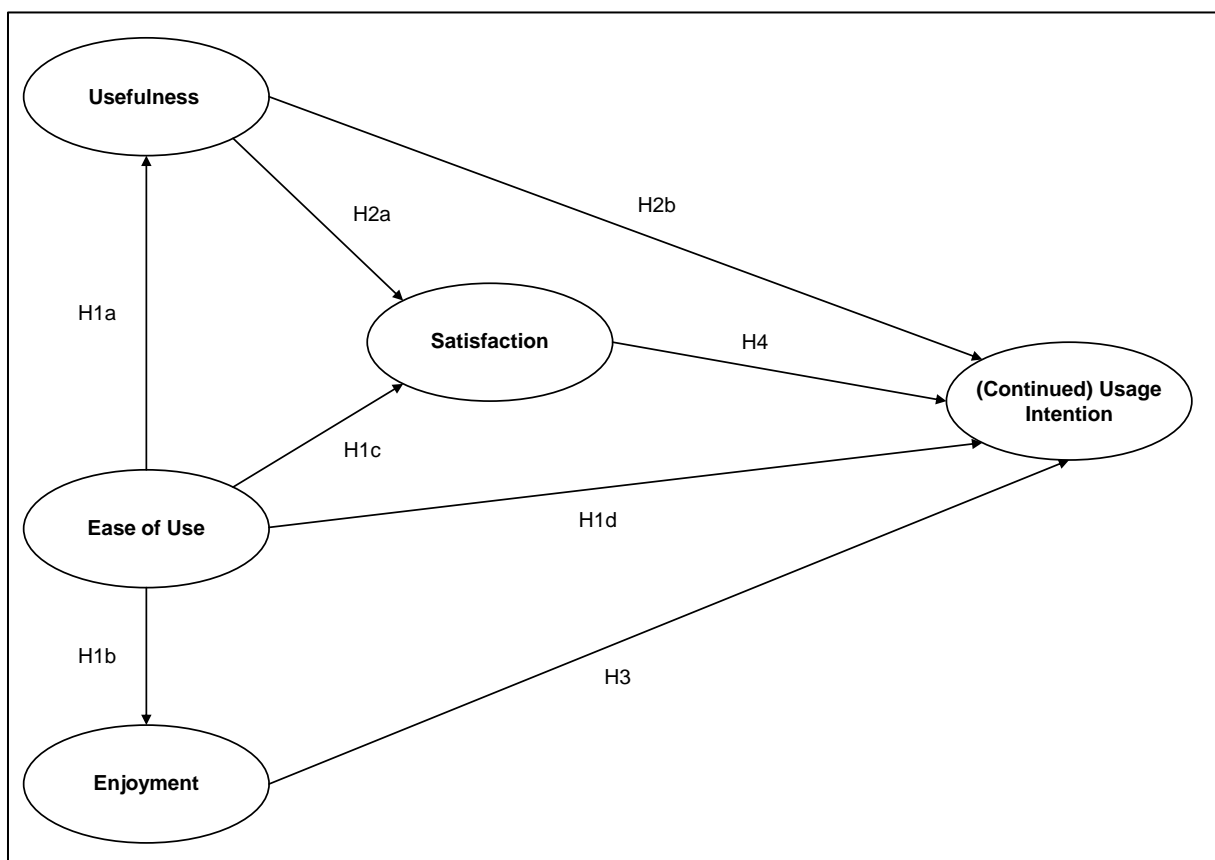 Usefulness
H2a
H2b
H1a
Satisfaction
H4
(Continued) Usage
Intention
H1c
Ease of Use
H1d
H1b
H3
Enjoyment